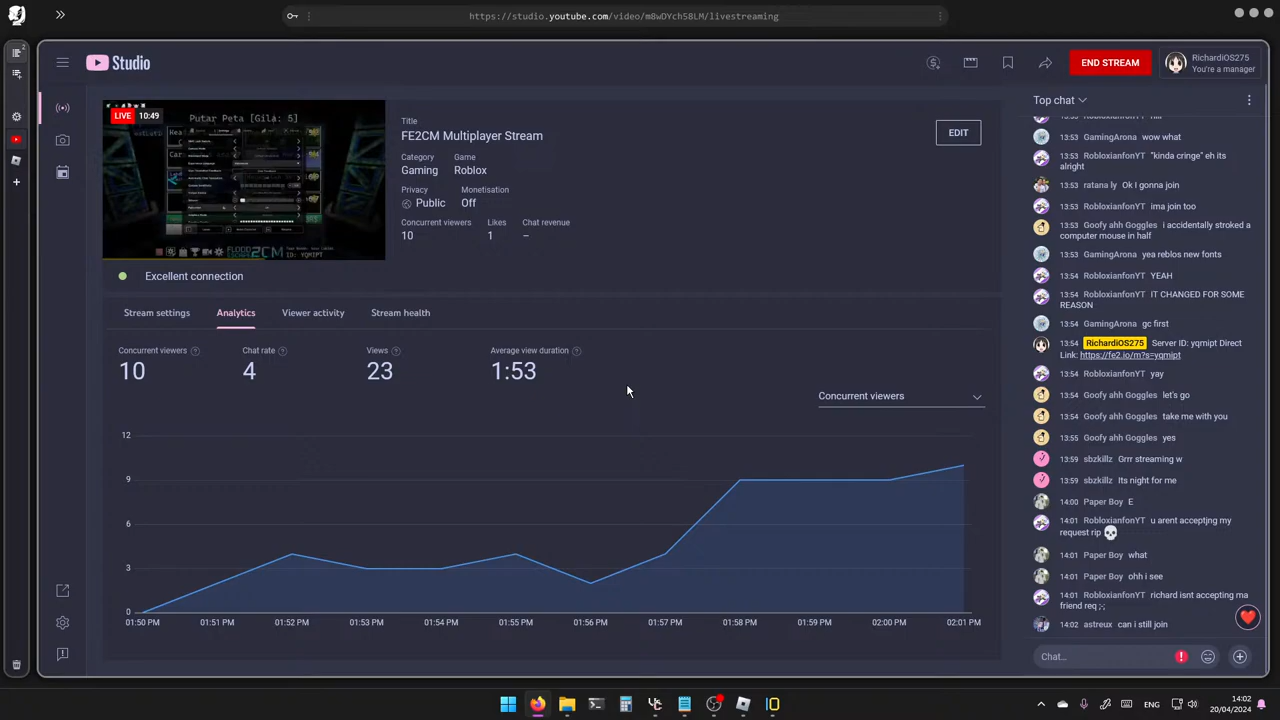 https://studio.youtube.com/video/m8wDYch58LM/livestreaming
2
Studio
END STREAM
RichardiOS275
You're a manager
LIVE 10:49
Putar Peta [Gila: 5]
Title
FE2CM Multiplayer Stream
EDIT
Category Game
Gaming Roblox
Privacy Monetisation
Public Off
Concurrent viewers Likes Chat revenue
10 1 –
Excellent connection
Stream settings Analytics Viewer activity Stream health
Concurrent viewers Chat rate Views Average view duration
10 4 23 1:53
Concurrent viewers
12
9
6
3
0
01:50 PM 01:51 PM 01:52 PM 01:53 PM 01:54 PM 01:55 PM 01:56 PM 01:57 PM 01:58 PM 01:59 PM 02:00 PM 02:01 PM
Top chat
13:53 GamingArona wow what
13:53 RobloxianfonYT "kinda cringe" eh its
alright
13:53 ratana ly Ok i gonna join
13:53 RobloxianfonYT ima join too
13:53 Goofy ahh Goggles i accidentally stroked a
computer mouse in half
13:53 GamingArona yea reblos new fonts
13:54 RobloxianfonYT YEAH
13:54 RobloxianfonYT IT CHANGED FOR SOME
REASON
13:54 GamingArona gc first
13:54 RichardiOS275 Server ID: yqmipt Direct
Link: https://fe2.io/m?s=yqmipt
13:54 RobloxianfonYT yay
13:54 Goofy ahh Goggles let's go
13:54 Goofy ahh Goggles take me with you
13:55 Goofy ahh Goggles yes
13:59 sbzkillz Grrr streaming w
13:59 sbzkillz Its night for me
14:00 Paper Boy E
14:01 RobloxianfonYT u arent acceptjng my
request rip 💀
14:01 Paper Boy what
14:01 Paper Boy ohh i see
14:01 RobloxianfonYT richard isnt accepting ma
friend req ;-;
14:02 astreux can i still join
Chat...
ENG
14:02
20/04/2024